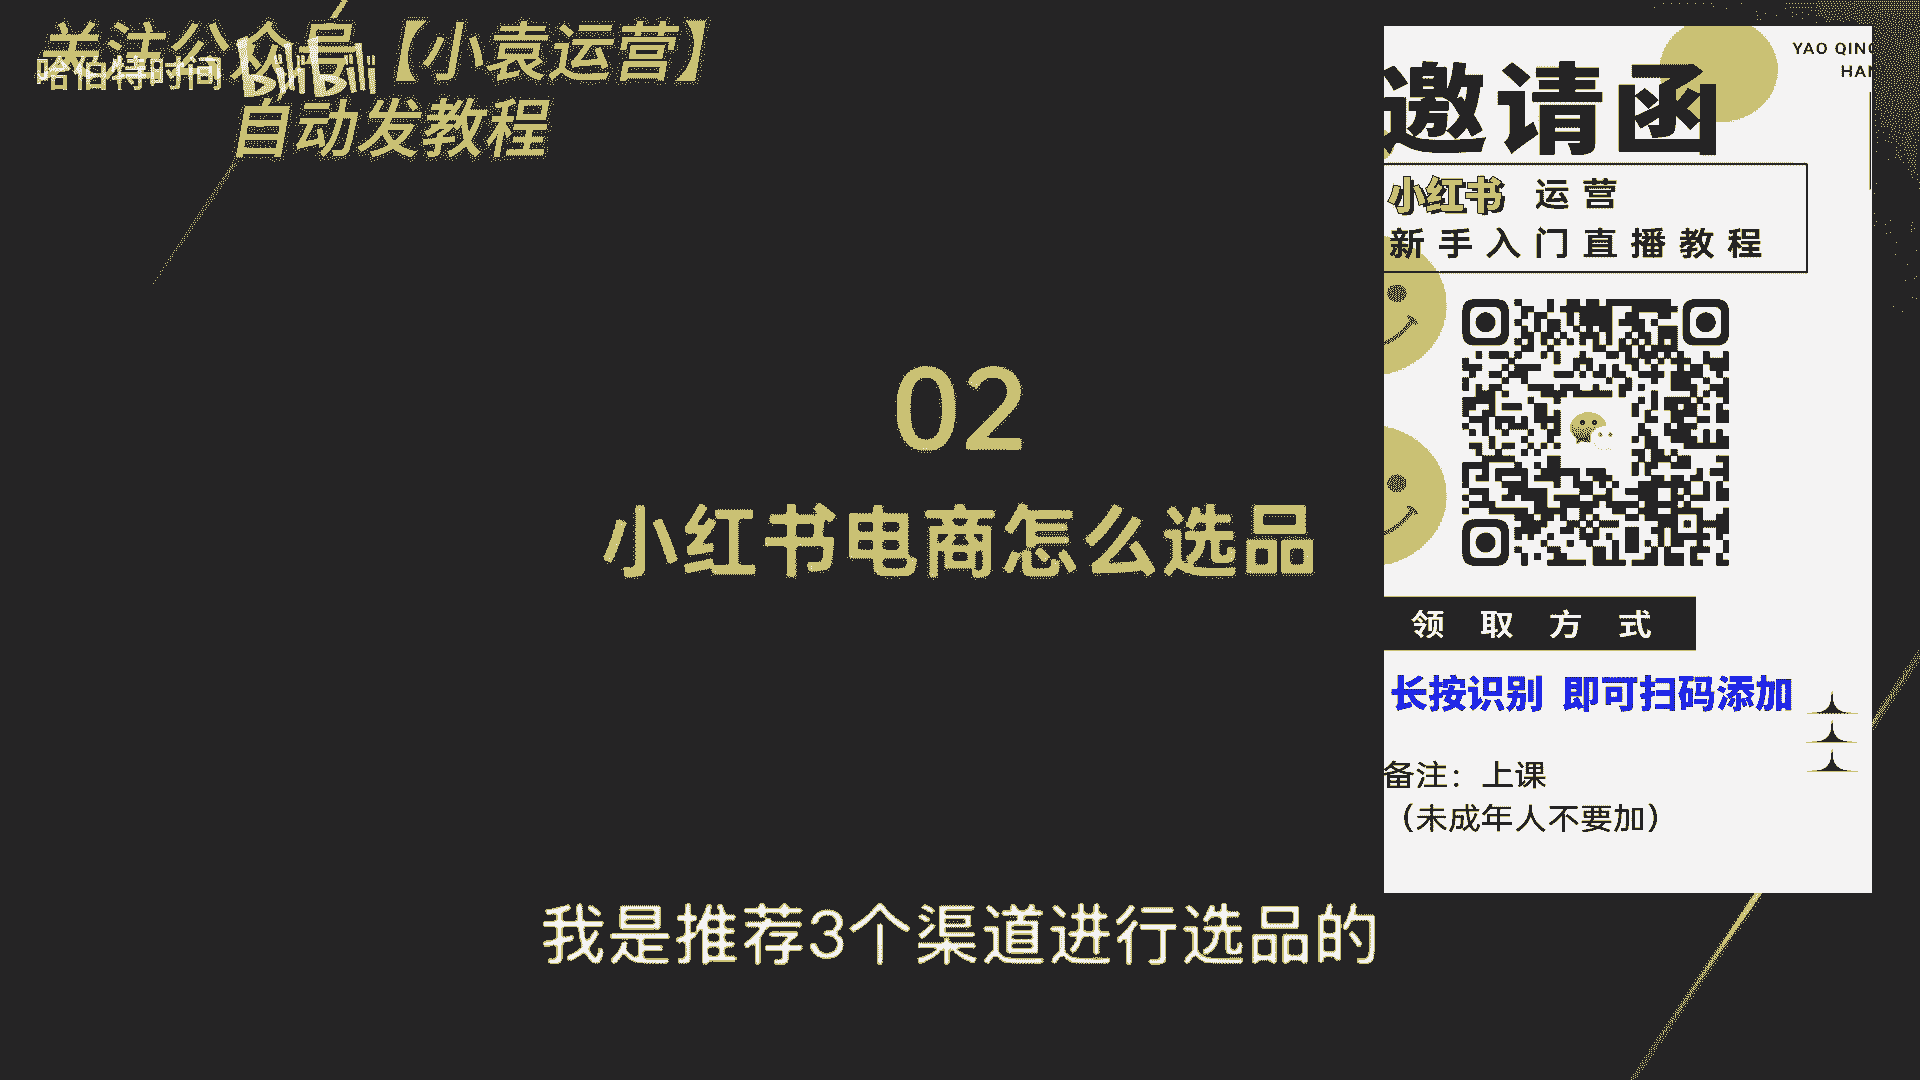 关注公众号【小袁运营】
哈伯特时间 bilibili
自动发教程
02
小红书电商怎么选品
我是推荐3个渠道进行选品的
YAO QING
HAN
邀请函
小红书 运营
新手入门直播教程
领取方式
长按识别 即可扫码添加
备注：上课
（未成年人不要加）